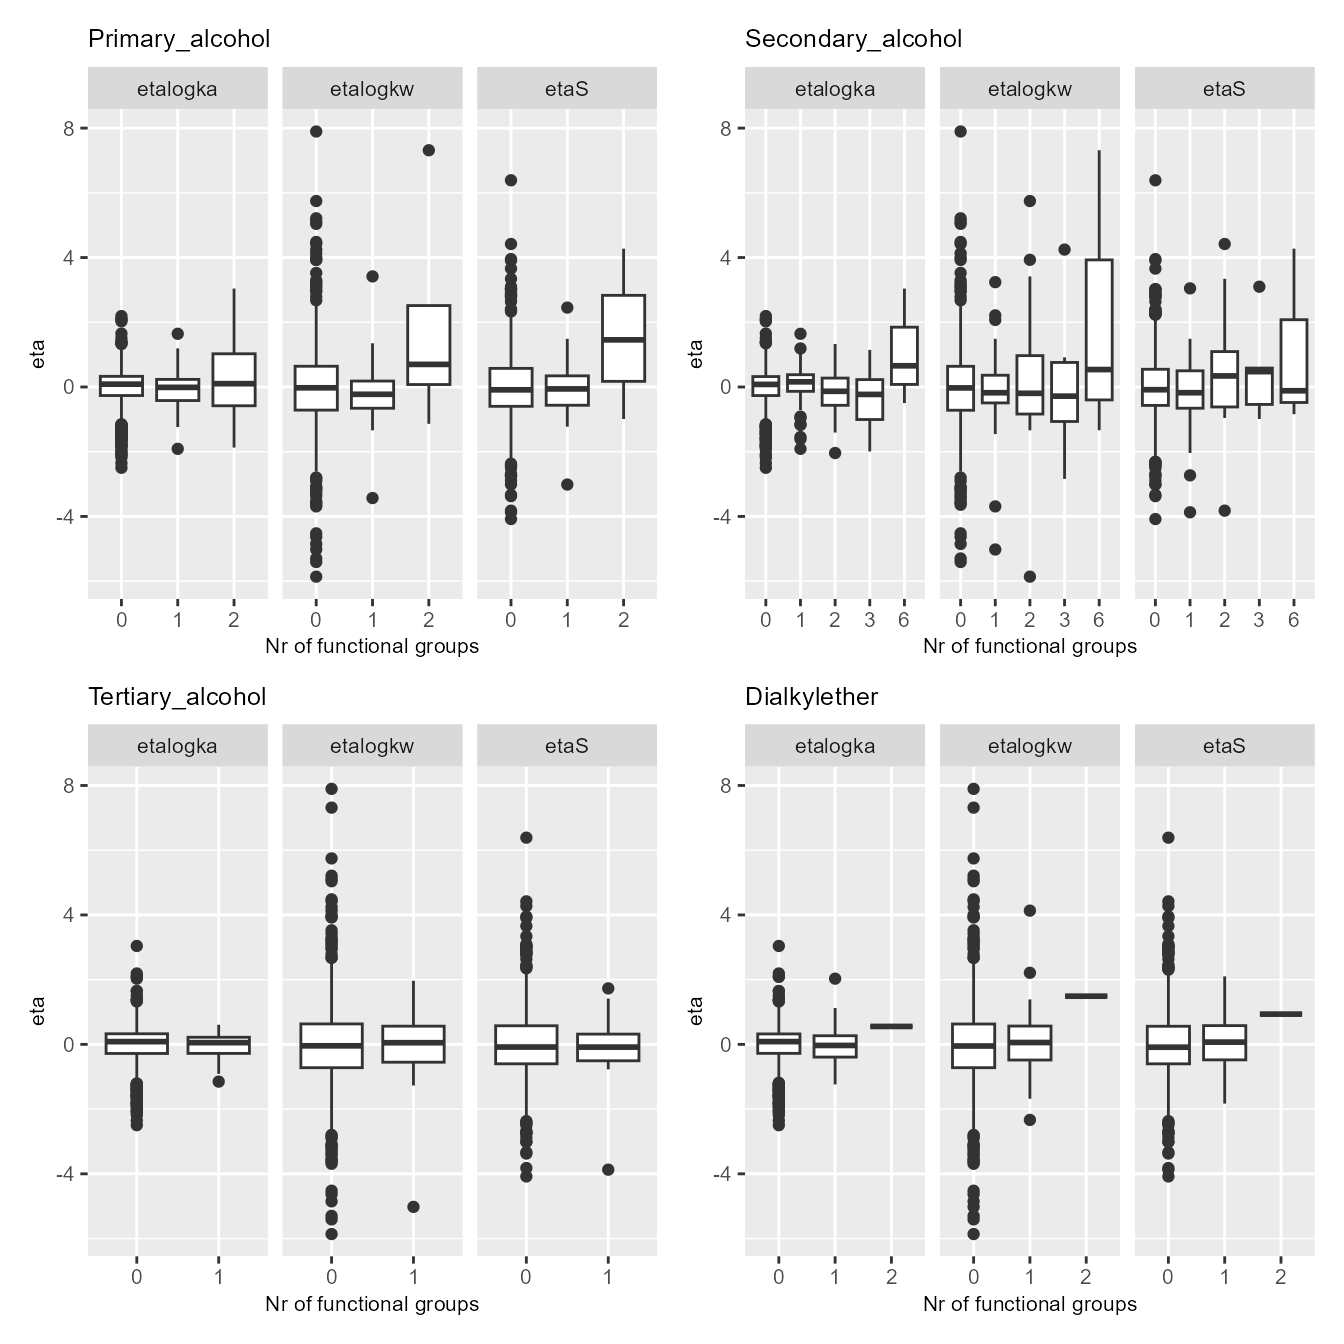 Primary_alcohol
etalogka etalogkw etaS
8
4
0
-4
eta
0 1 2 0 1 2 0 1 2
Nr of functional groups
Secondary_alcohol
etalogka etalogkw etaS
8
4
0
-4
eta
0 1 2 3 6 0 1 2 3 6 0 1 2 3 6
Nr of functional groups
Tertiary_alcohol
etalogka etalogkw etaS
8
4
0
-4
eta
0 1 0 1 0 1
Nr of functional groups
Dialkylether
etalogka etalogkw etaS
8
4
0
-4
eta
0 1 2 0 1 2 0 1 2
Nr of functional groups